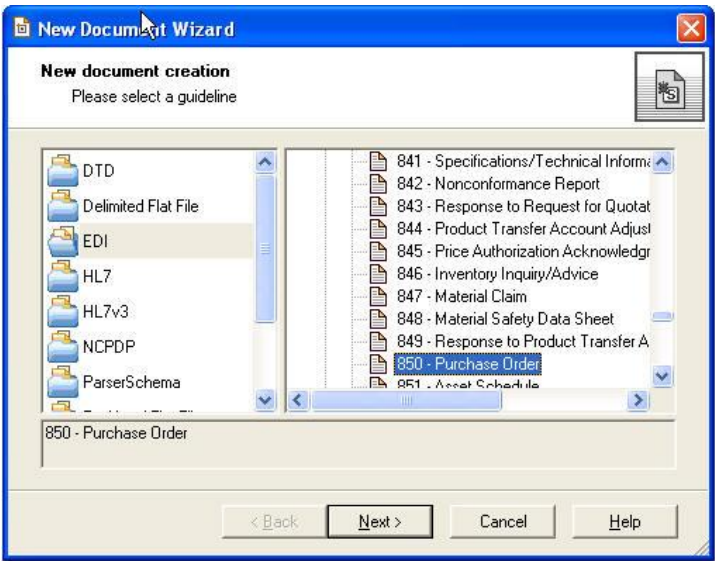 New Document Wizard
New document creation
Please select a guideline
DTD
Delimited Flat File
EDI
HL7
HL7v3
NCPDP
ParserSchema
841 - Specifications/Technical Informa
842 - Nonconformance Report
843 - Response to Request for Quotat
844 - Product Transfer Account Adjust
845 - Price Authorization Acknowledgr
846 - Inventory Inquiry/Advice
847 - Material Claim
848 - Material Safety Data Sheet
849 - Response to Product Transfer A
850 - Purchase Order
851 - Asset Schedule
850 - Purchase Order
< Back
Next >
Cancel
Help